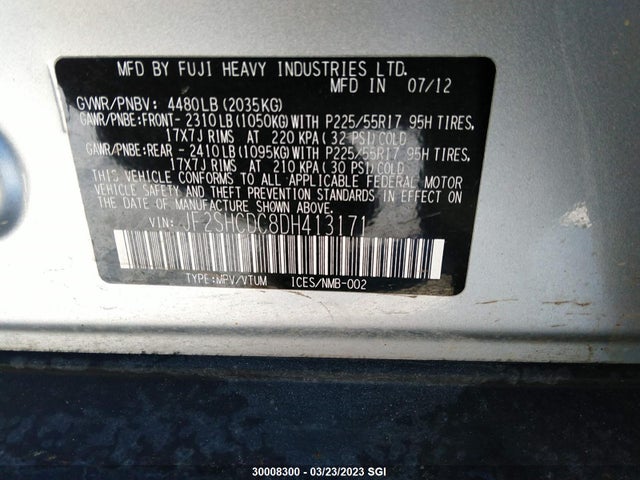 MFD BY FUJI HEAVY INDUSTRIES LTD.
MFD IN 07/12
GVWR/PNBV: 4480LB(2035KG)
GAWR/PNBE:FRONT- 2310LB(1050KG)WITH P225/55R17 95H TIRES,
17X7J RIMS AT 220 KPA( 32 PSI)COLD
GAWR/PNBE:REAR - 2410LB(1095KG)WITH P225/55R17 95H TIRES,
17X7J RIMS AT 210 KPA( 30 PSI)COLD
THIS VEHICLE CONFORMS TO ALL APPLICABLE FEDERAL MOTOR
VEHICLE SAFETY AND THEFT PREVENTION STANDARDS IN EFFECT ON
THE DATE OF MANUFACTURE SHOWN ABOVE.
VIN: JF2SHCDC8DH413171
TYPE:MPV/VTUM ICES/NMB-002
30008300 - 03/23/2023 SGI